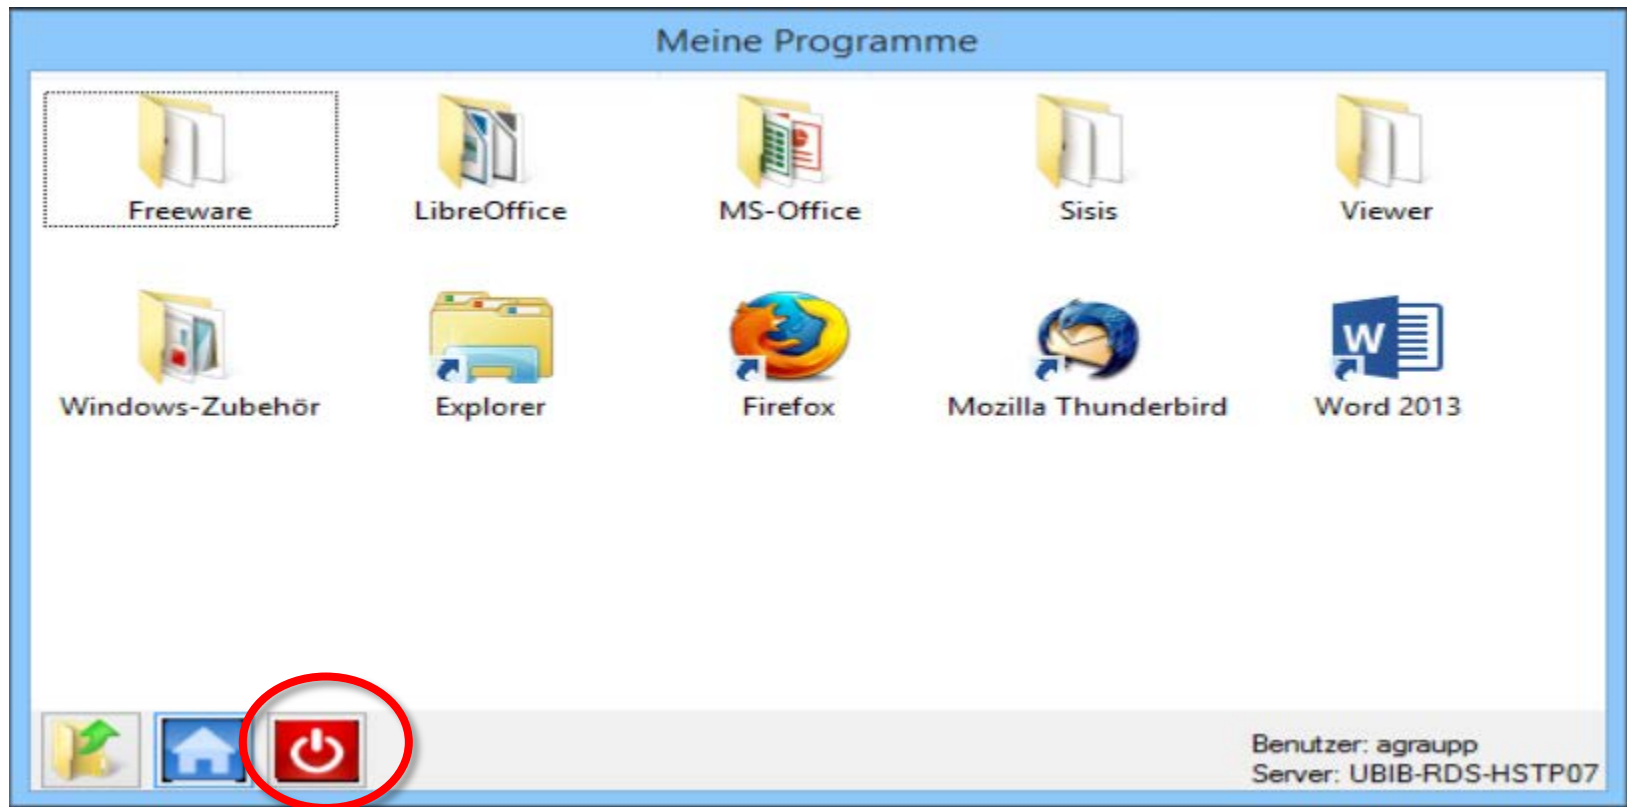 Meine Programme
Freeware
LibreOffice
MS-Office
Sisis
Viewer
Windows-Zubehör
Explorer
Firefox
Mozilla Thunderbird
W
Word 2013
Benutzer: agraupp
Server: UBIB-RDS-HSTP07